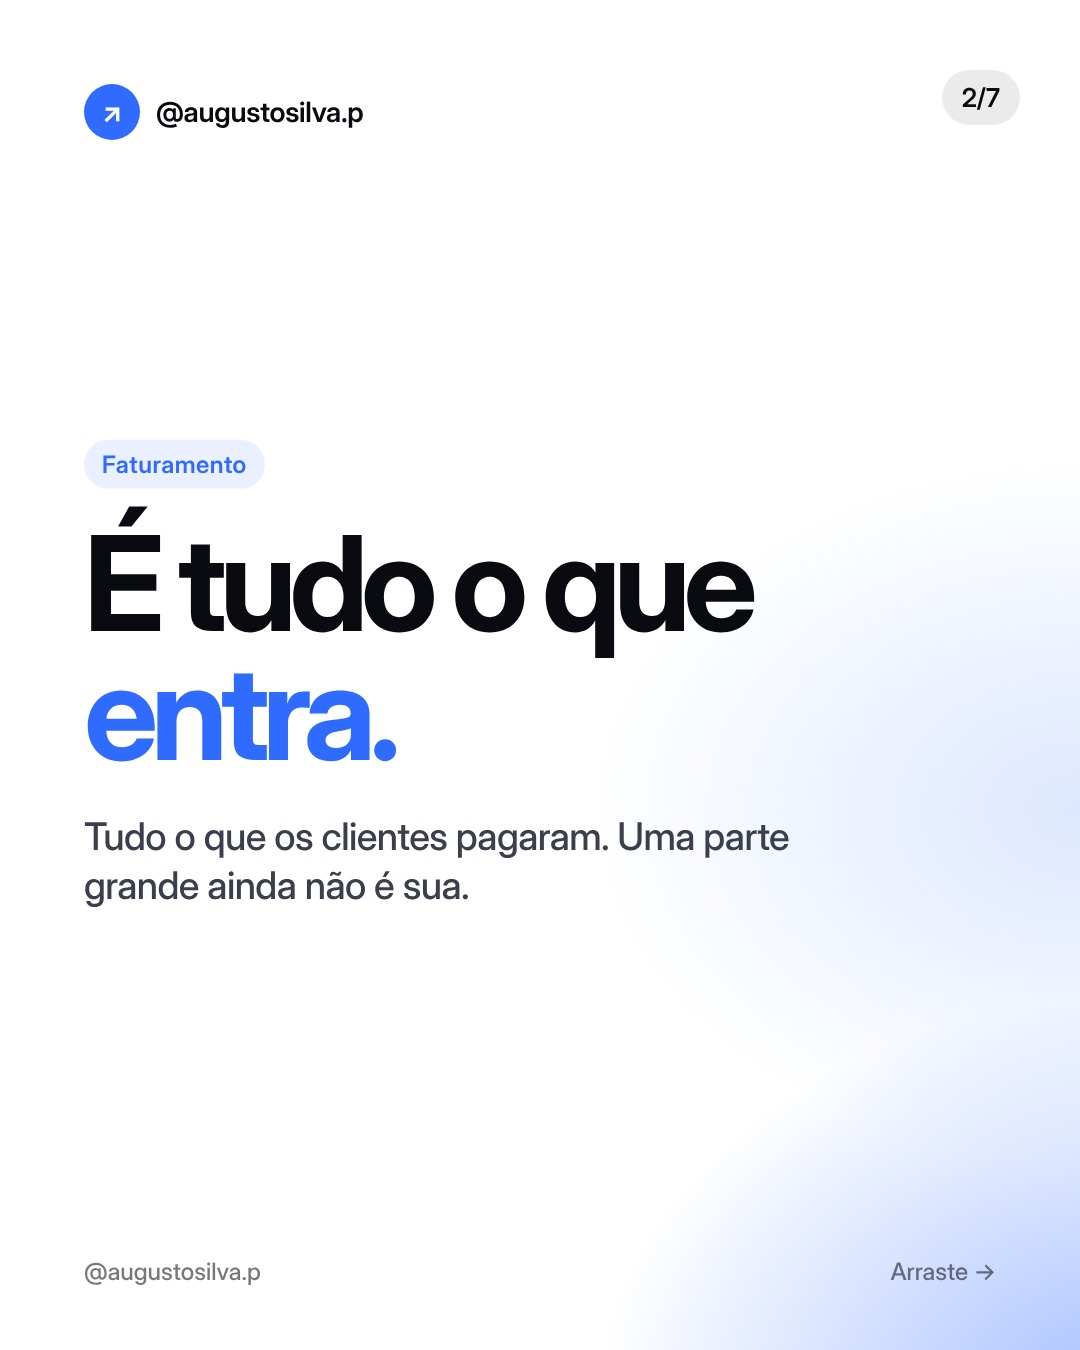 @augustosilva.p
2/7
Faturamento
É tudo o que
entra.
Tudo o que os clientes pagaram. Uma parte
grande ainda não é sua.
@augustosilva.p
Arraste →